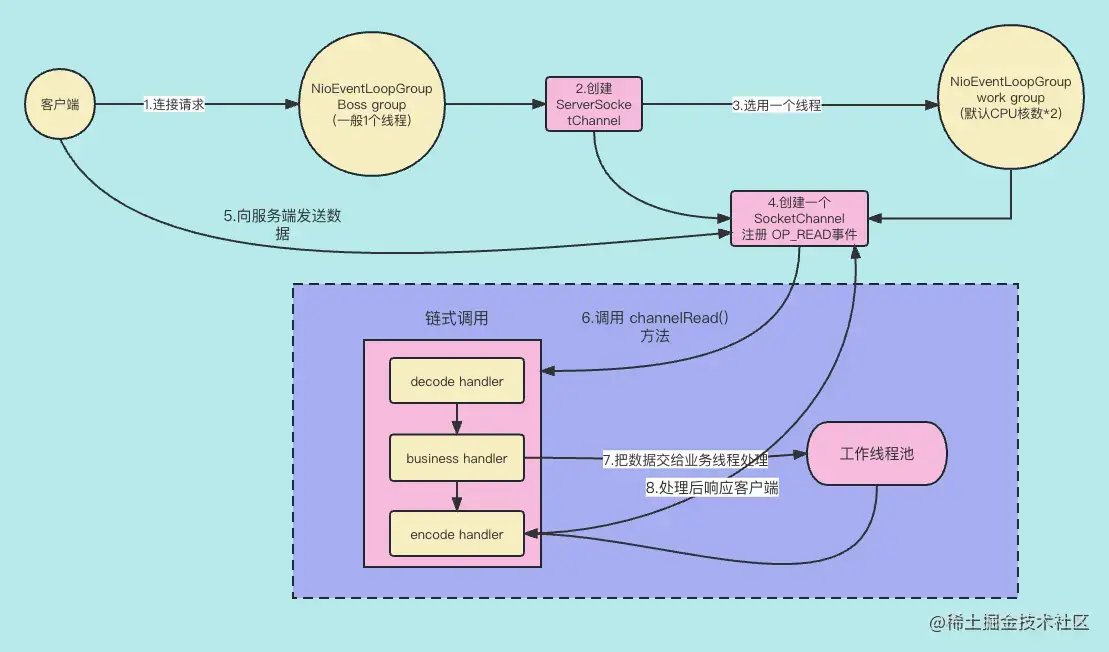 客户端
1.连接请求
NioEventLoopGroup
Boss group
(一般1个线程)
2.创建
ServerSocke
tChannel
3.选用一个线程
NioEventLoopGroup
work group
(默认CPU核数*2)
4.创建一个
SocketChannel
注册 OP_READ事件
5.向服务端发送数
据
链式调用
6.调用 channelRead()
方法
decode handler
business handler
7.把数据交给业务线程处理
工作线程池
8.处理后响应客户端
encode handler
@稀土掘金技术社区